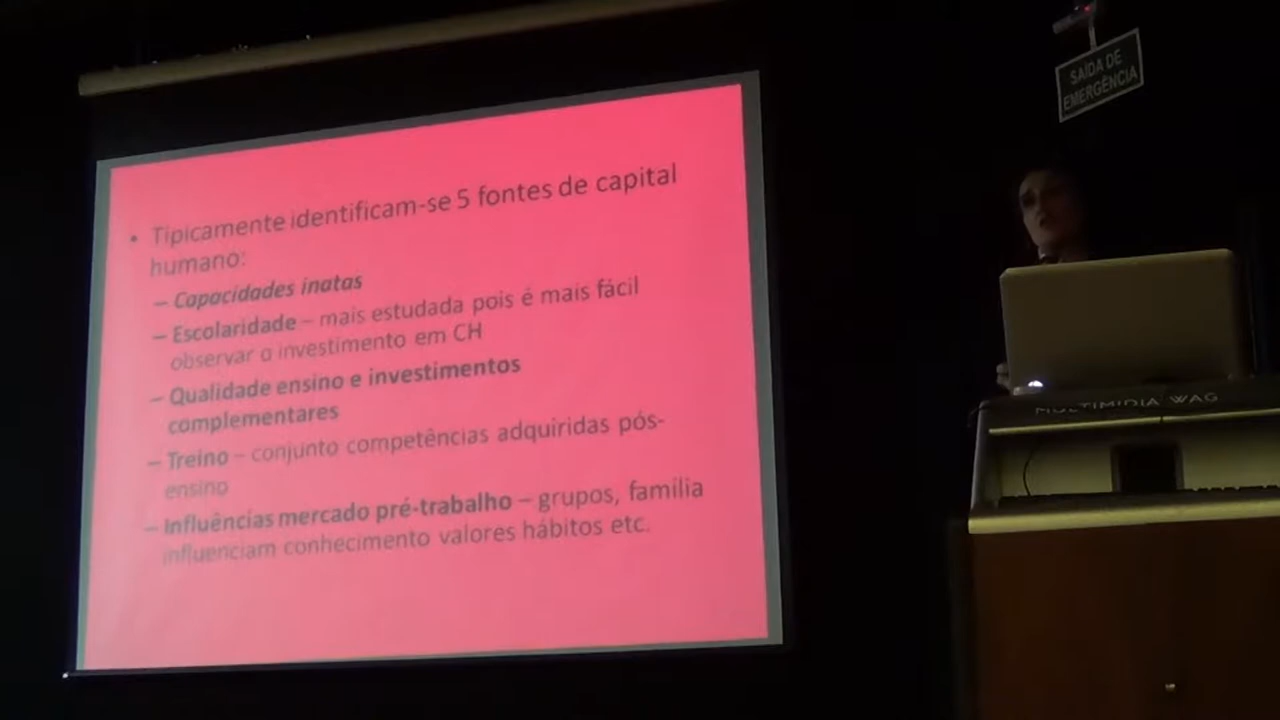 • Tipicamente identificam-se 5 fontes de capital
humano:
– Capacidades inatas
– Escolaridade – mais estudada pois é mais fácil
observar o investimento em CH
– Qualidade ensino e investimentos
complementares
– Treino – conjunto competências adquiridas pós-
ensino
– Influências mercado pré-trabalho – grupos, família
influenciam conhecimento valores hábitos etc.
SAÍDA DE
EMERGÊNCIA
MULTIMIDIA WAG